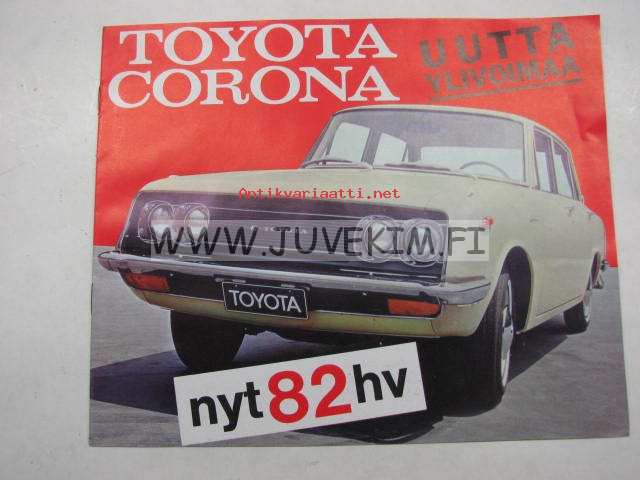 TOYOTA
CORONA
UUTTA
YLIVOIMAA
Antikvariaatti.net
WWW.JUVEKIM.FI
TOYOTA
nyt 82 hv